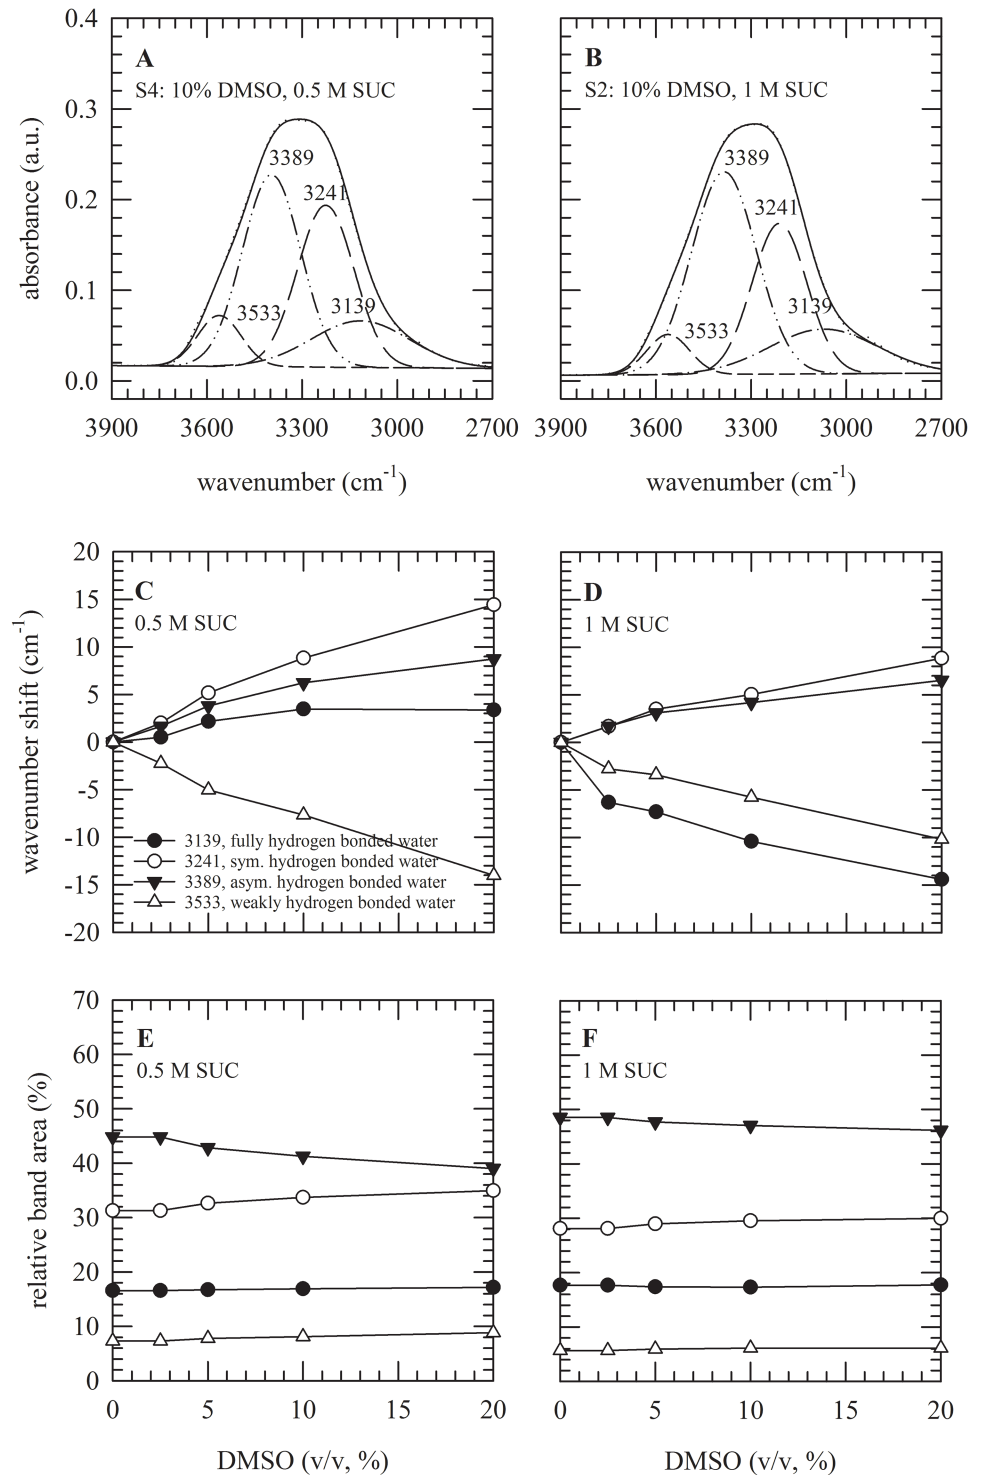 A
S4: 10% DMSO, 0.5 M SUC
B
S2: 10% DMSO, 1 M SUC
0.4
0.3
0.2
0.1
0.0
absorbance (a.u.)
3389
3241
3533
3139
3389
3241
3533
3139
3900 3600 3300 3000 2700
3900 3600 3300 3000 2700
wavenumber (cm⁻¹)
wavenumber (cm⁻¹)
20
15
10
5
0
-5
-10
-15
-20
wavenumber shift (cm⁻¹)
C
0.5 M SUC
D
1 M SUC
3139, fully hydrogen bonded water
3241, sym. hydrogen bonded water
3389, asym. hydrogen bonded water
3533, weakly hydrogen bonded water
70
60
50
40
30
20
10
0
relative band area (%)
E
0.5 M SUC
F
1 M SUC
0 5 10 15 20
0 5 10 15 20
DMSO (v/v, %)
DMSO (v/v, %)